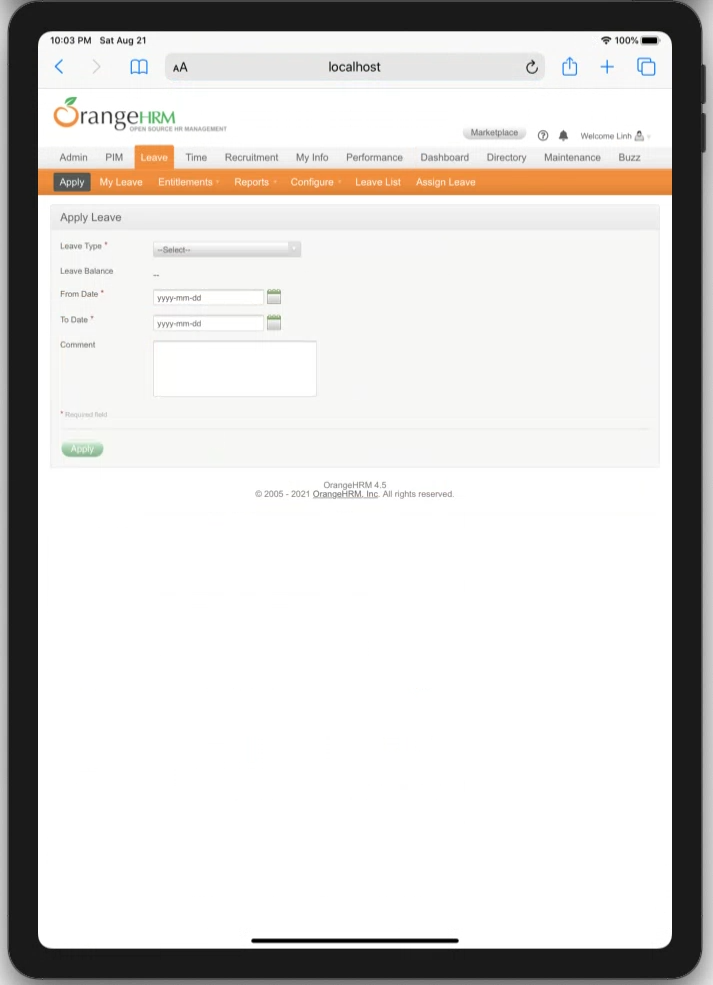 10:03 PM Sat Aug 21 100%
AA localhost
OrangeHRM
OPEN SOURCE HR MANAGEMENT
Marketplace Welcome Linh
Admin PIM Leave Time Recruitment My Info Performance Dashboard Directory Maintenance Buzz
Apply My Leave Entitlements Reports Configure Leave List Assign Leave
Apply Leave
Leave Type * --Select--
Leave Balance --
From Date * yyyy-mm-dd
To Date * yyyy-mm-dd
Comment
* Required field
Apply
OrangeHRM 4.5
© 2005 - 2021 OrangeHRM, Inc. All rights reserved.